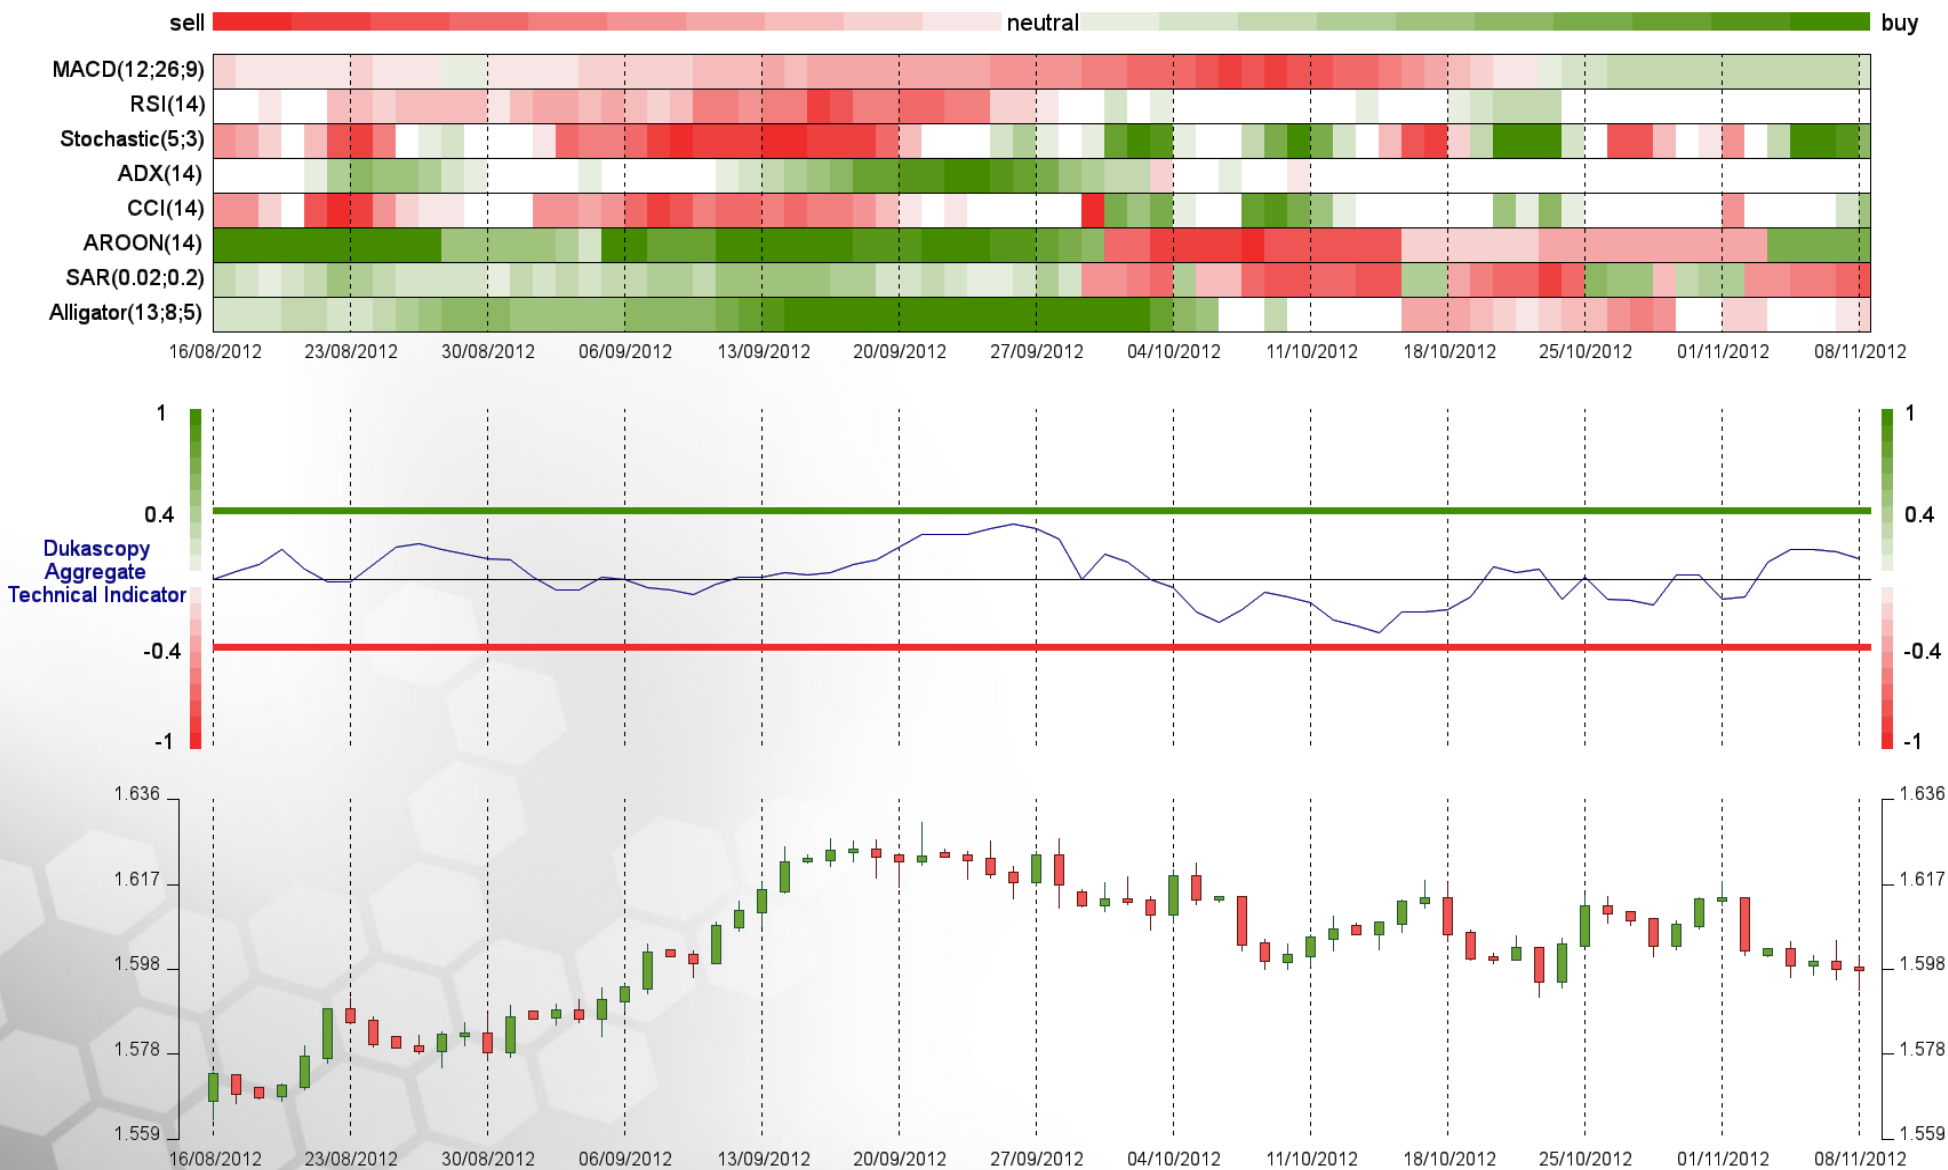 sell neutral buy
MACD(12;26;9)
RSI(14)
Stochastic(5;3)
ADX(14)
CCI(14)
AROON(14)
SAR(0.02;0.2)
Alligator(13;8;5)
16/08/2012 23/08/2012 30/08/2012 06/09/2012 13/09/2012 20/09/2012 27/09/2012 04/10/2012 11/10/2012 18/10/2012 25/10/2012 01/11/2012 08/11/2012
1 1
0.4 0.4
Dukascopy
Aggregate
Technical Indicator
-0.4 -0.4
-1 -1
1.636 1.636
1.617 1.617
1.598 1.598
1.578 1.578
1.559 1.559
16/08/2012 23/08/2012 30/08/2012 06/09/2012 13/09/2012 20/09/2012 27/09/2012 04/10/2012 11/10/2012 18/10/2012 25/10/2012 01/11/2012 08/11/2012